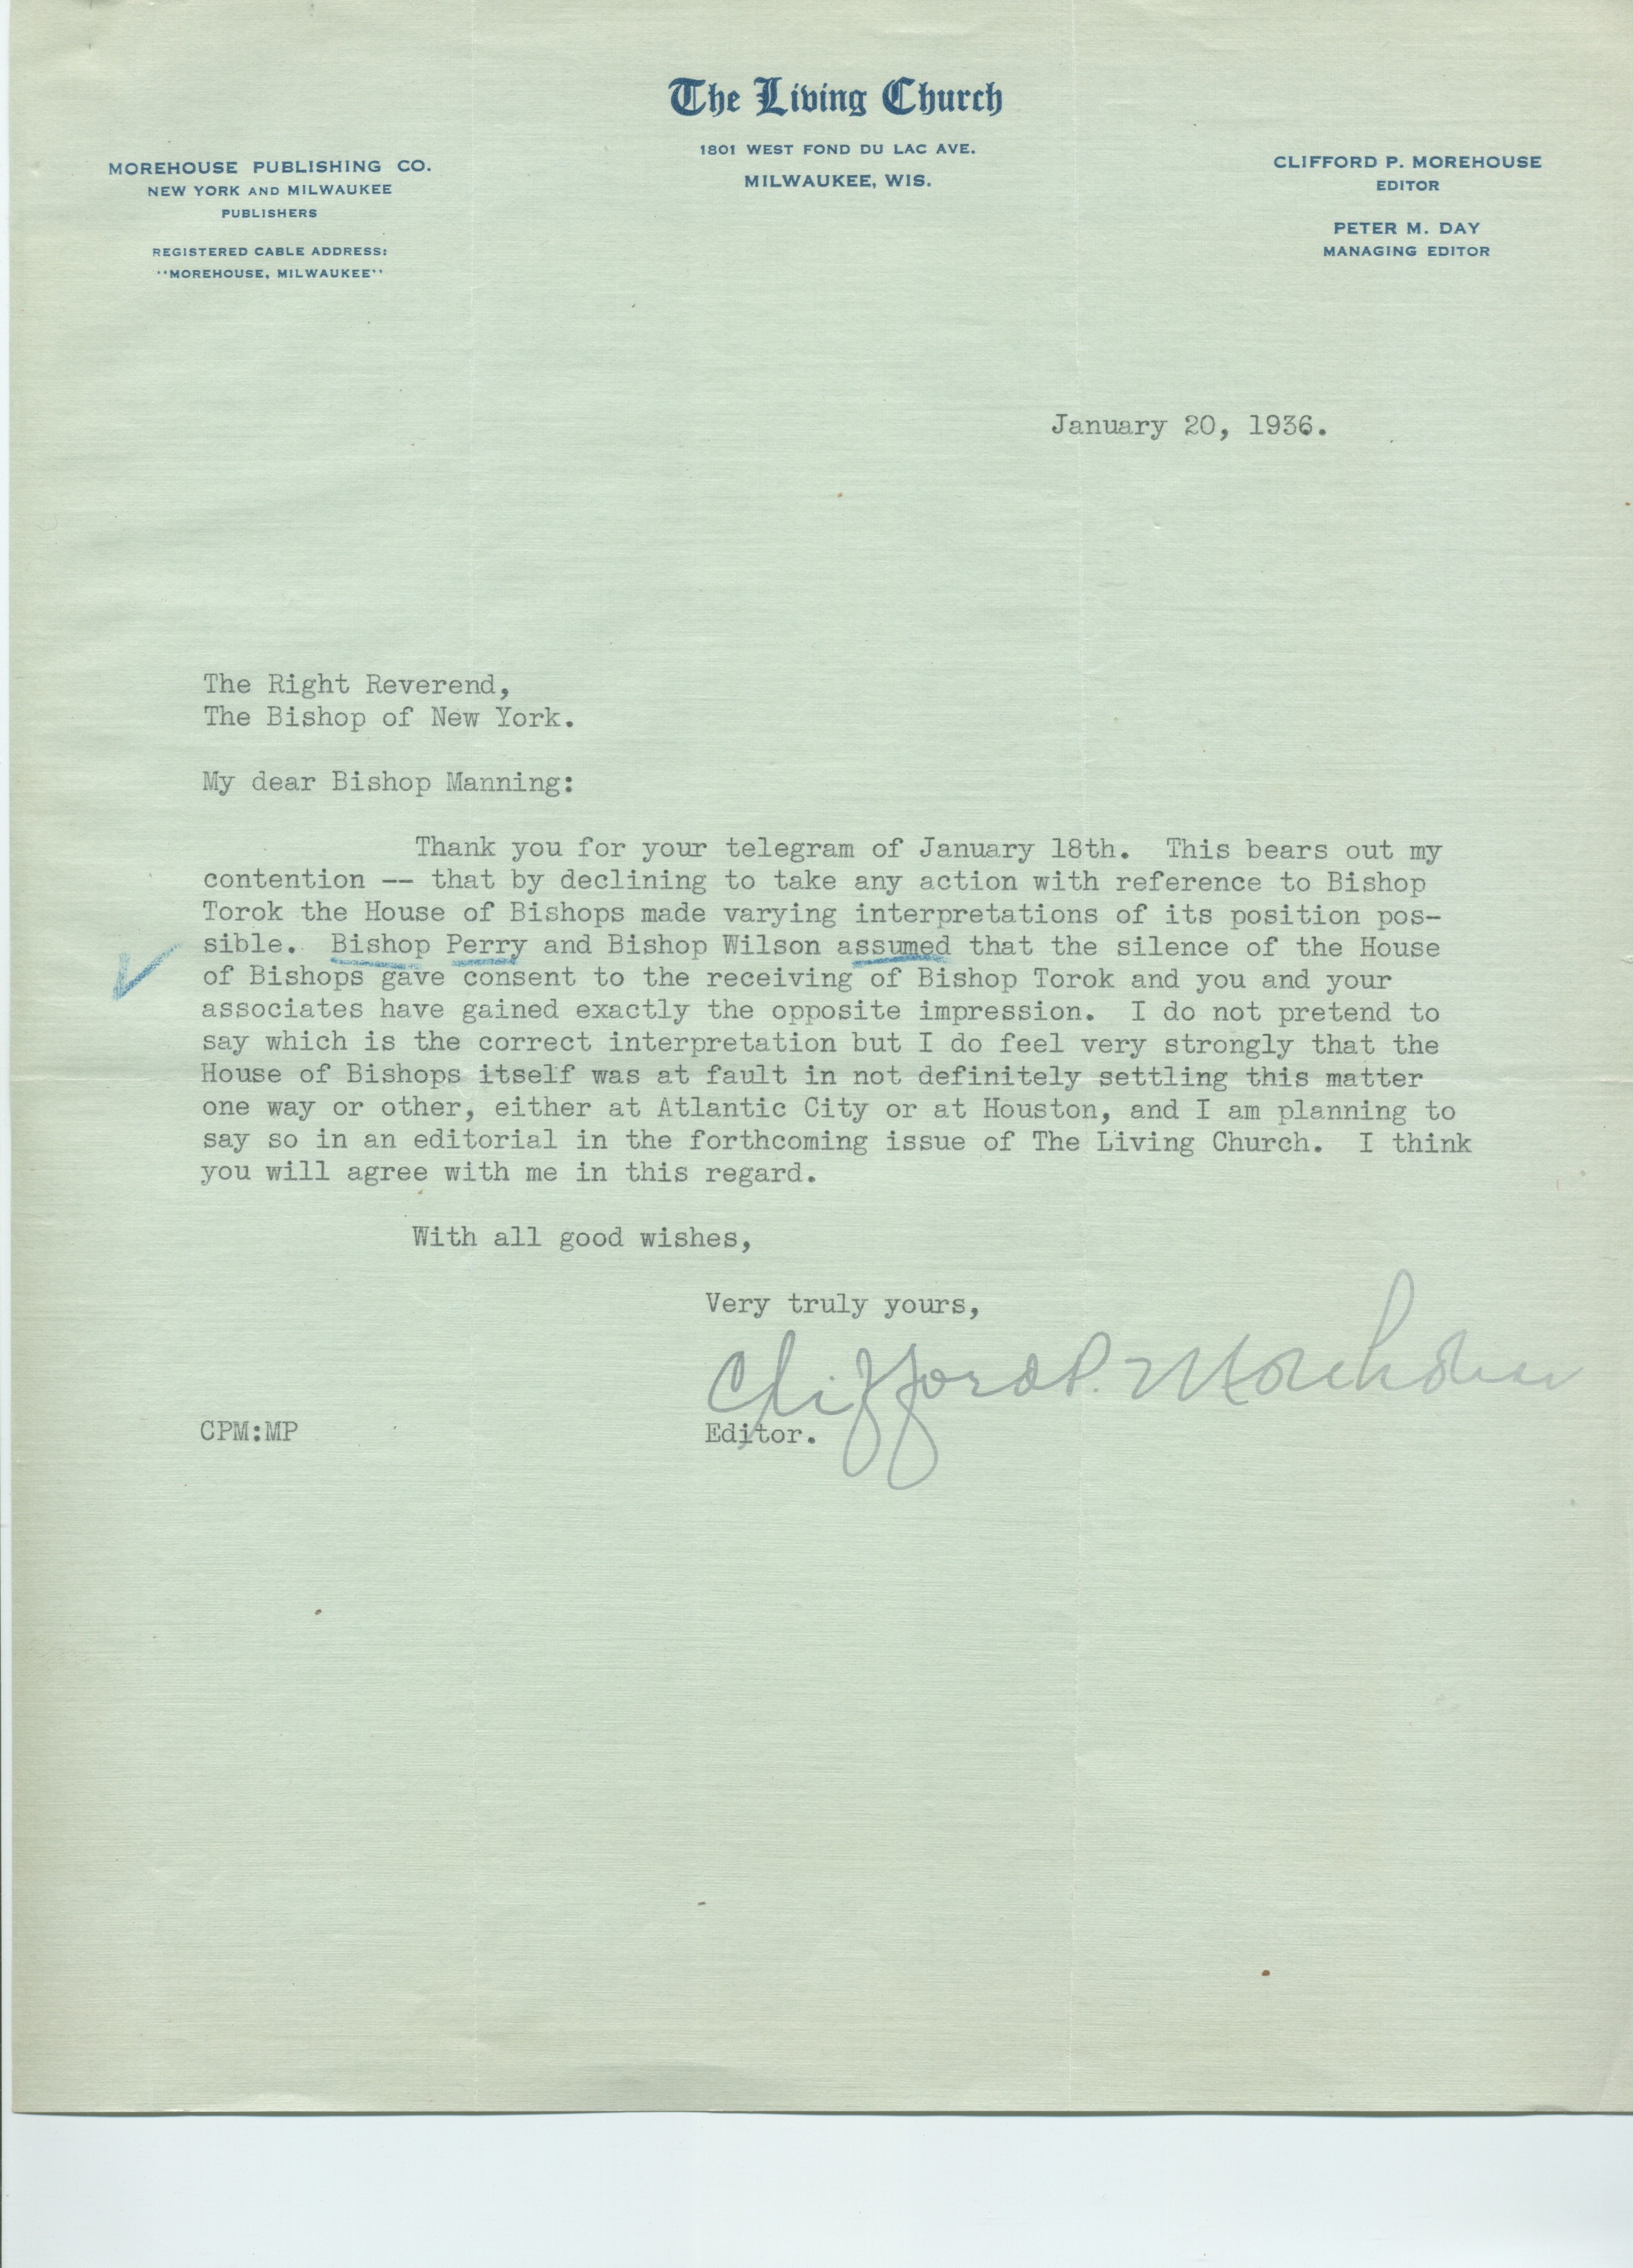 The Living Church
1801 WEST FOND DU LAC AVE.
MILWAUKEE, WIS.
MOREHOUSE PUBLISHING CO.
NEW YORK AND MILWAUKEE
PUBLISHERS
REGISTERED CABLE ADDRESS:
"MOREHOUSE, MILWAUKEE"
CLIFFORD P. MOREHOUSE
EDITOR
PETER M. DAY
MANAGING EDITOR
January 20, 1936.
The Right Reverend,
The Bishop of New York.
My dear Bishop Manning:
Thank you for your telegram of January 18th. This bears out my
contention -- that by declining to take any action with reference to Bishop
Torok the House of Bishops made varying interpretations of its position pos-
sible. Bishop Perry and Bishop Wilson assumed that the silence of the House
of Bishops gave consent to the receiving of Bishop Torok and you and your
associates have gained exactly the opposite impression. I do not pretend to
say which is the correct interpretation but I do feel very strongly that the
House of Bishops itself was at fault in not definitely settling this matter
one way or other, either at Atlantic City or at Houston, and I am planning to
say so in an editorial in the forthcoming issue of The Living Church. I think
you will agree with me in this regard.
With all good wishes,
Very truly yours,
Clifford P. Morehouse
CPM:MP
Editor.